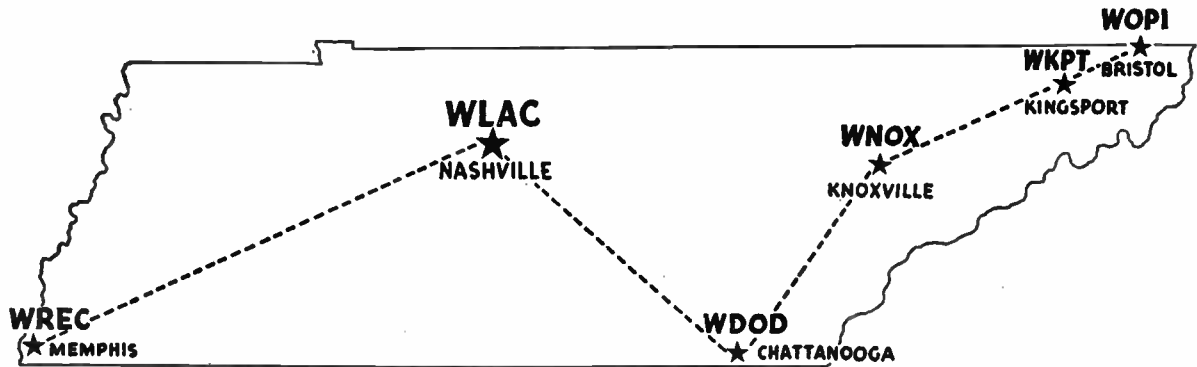 WOPI
BRISTOL
WKPT
KINGSPORT
WLAC
NASHVILLE
WNOX
KNOXVILLE
WREC
MEMPHIS
WDOD
CHATTANOOGA